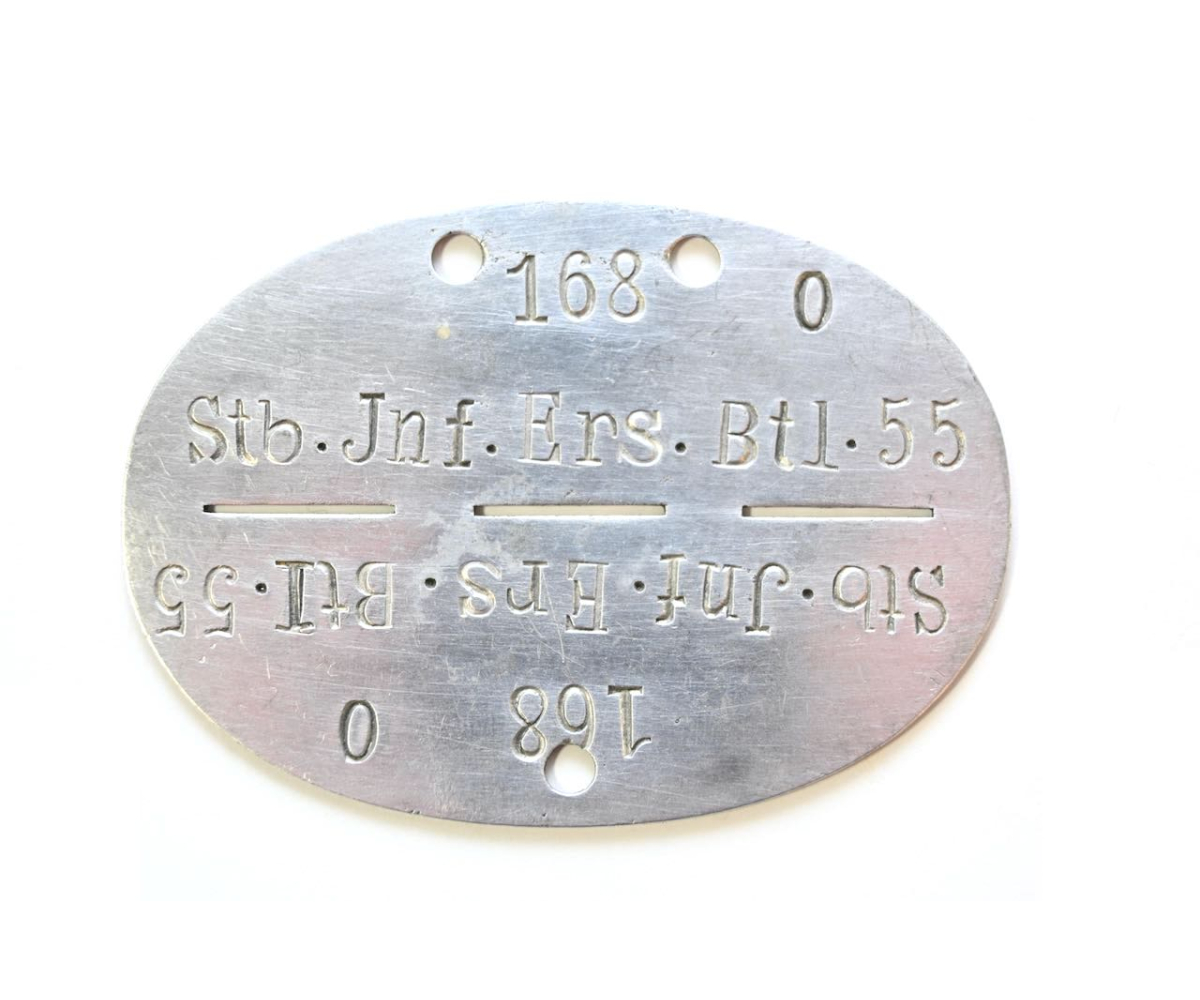 168 0
Stb. Jnf. Ers. Btl. 55
Stb. Jnf. Ers. Btl. 55
168 0